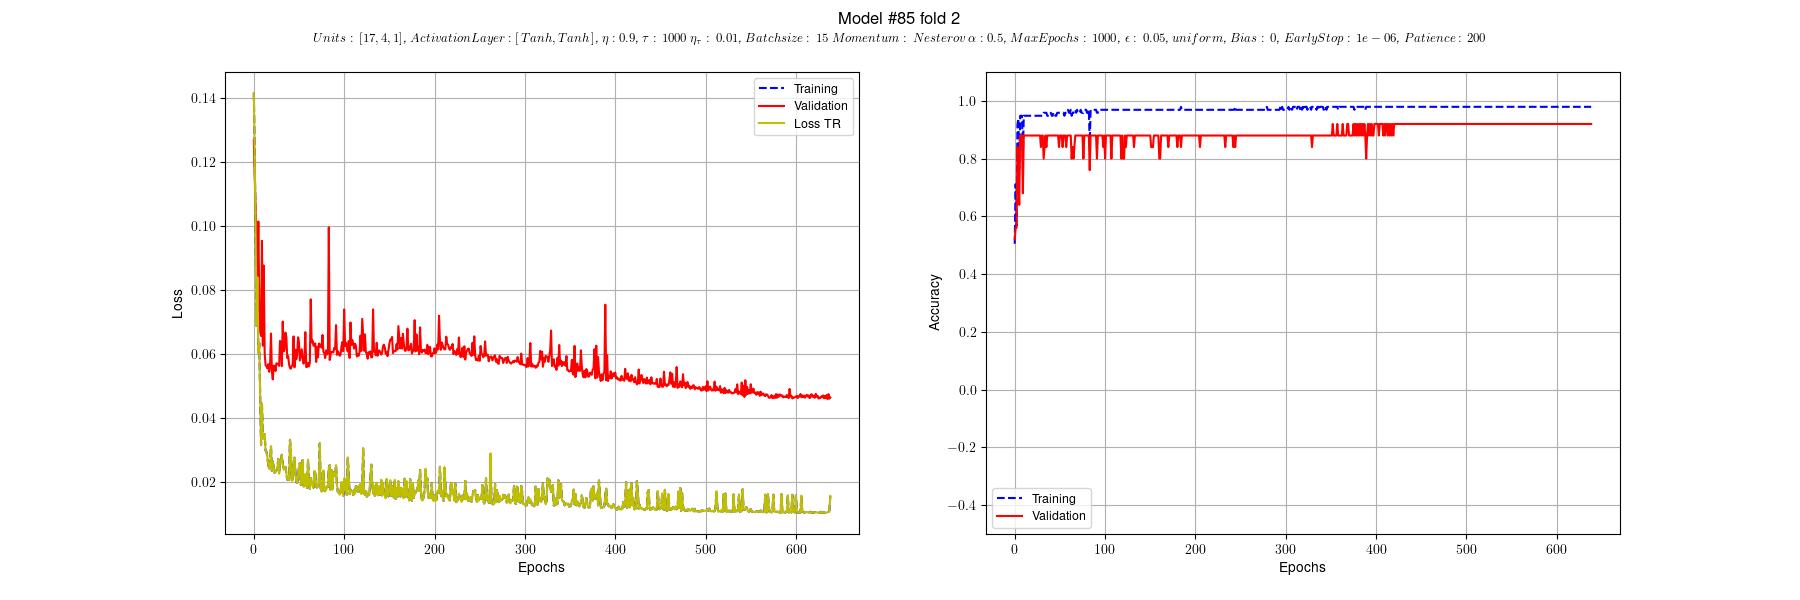 Model #85 fold 2
Units : [17, 4, 1], ActivationLayer : [Tanh, Tanh], η : 0.9, τ : 1000 ητ : 0.01, Batchsize : 15 Momentum : Nesterov α : 0.5, MaxEpochs : 1000, ϵ : 0.05, uniform, Bias : 0, EarlyStop : 1e − 06, Patience : 200
Training
Validation
Loss TR
0.14
0.12
0.10
0.08
0.06
0.04
0.02
Loss
0 100 200 300 400 500 600
Epochs
1.0
0.8
0.6
0.4
0.2
0.0
−0.2
−0.4
Accuracy
Training
Validation
0 100 200 300 400 500 600
Epochs